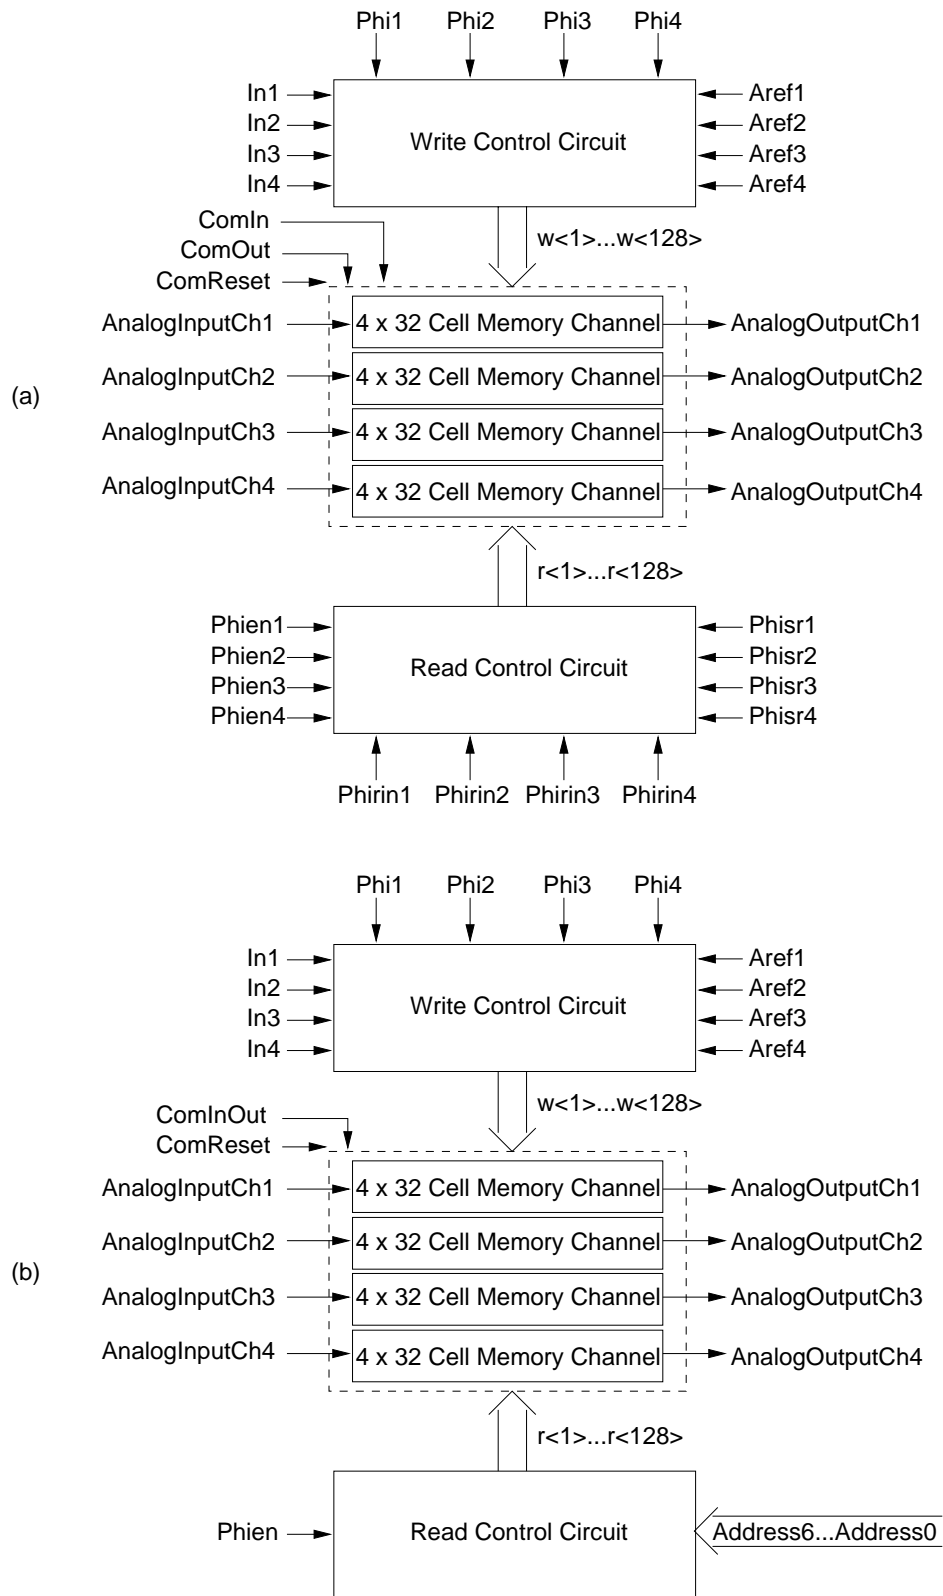 Phi1 Phi2 Phi3 Phi4
In1 Aref1
In2 Aref2
Write Control Circuit
In3 Aref3
In4 Aref4
ComIn
w<1>...w<128>
ComOut
ComReset
AnalogInputCh1 4 x 32 Cell Memory Channel AnalogOutputCh1
AnalogInputCh2 4 x 32 Cell Memory Channel AnalogOutputCh2
(a)
AnalogInputCh3 4 x 32 Cell Memory Channel AnalogOutputCh3
AnalogInputCh4 4 x 32 Cell Memory Channel AnalogOutputCh4
r<1>...r<128>
Phien1 Phisr1
Phien2 Phisr2
Read Control Circuit
Phien3 Phisr3
Phien4 Phisr4
Phirin1 Phirin2 Phirin3 Phirin4
Phi1 Phi2 Phi3 Phi4
In1 Aref1
In2 Aref2
Write Control Circuit
In3 Aref3
In4 Aref4
w<1>...w<128>
ComInOut
ComReset
AnalogInputCh1 4 x 32 Cell Memory Channel AnalogOutputCh1
AnalogInputCh2 4 x 32 Cell Memory Channel AnalogOutputCh2
(b)
AnalogInputCh3 4 x 32 Cell Memory Channel AnalogOutputCh3
AnalogInputCh4 4 x 32 Cell Memory Channel AnalogOutputCh4
r<1>...r<128>
Phien Read Control Circuit Address6...Address0